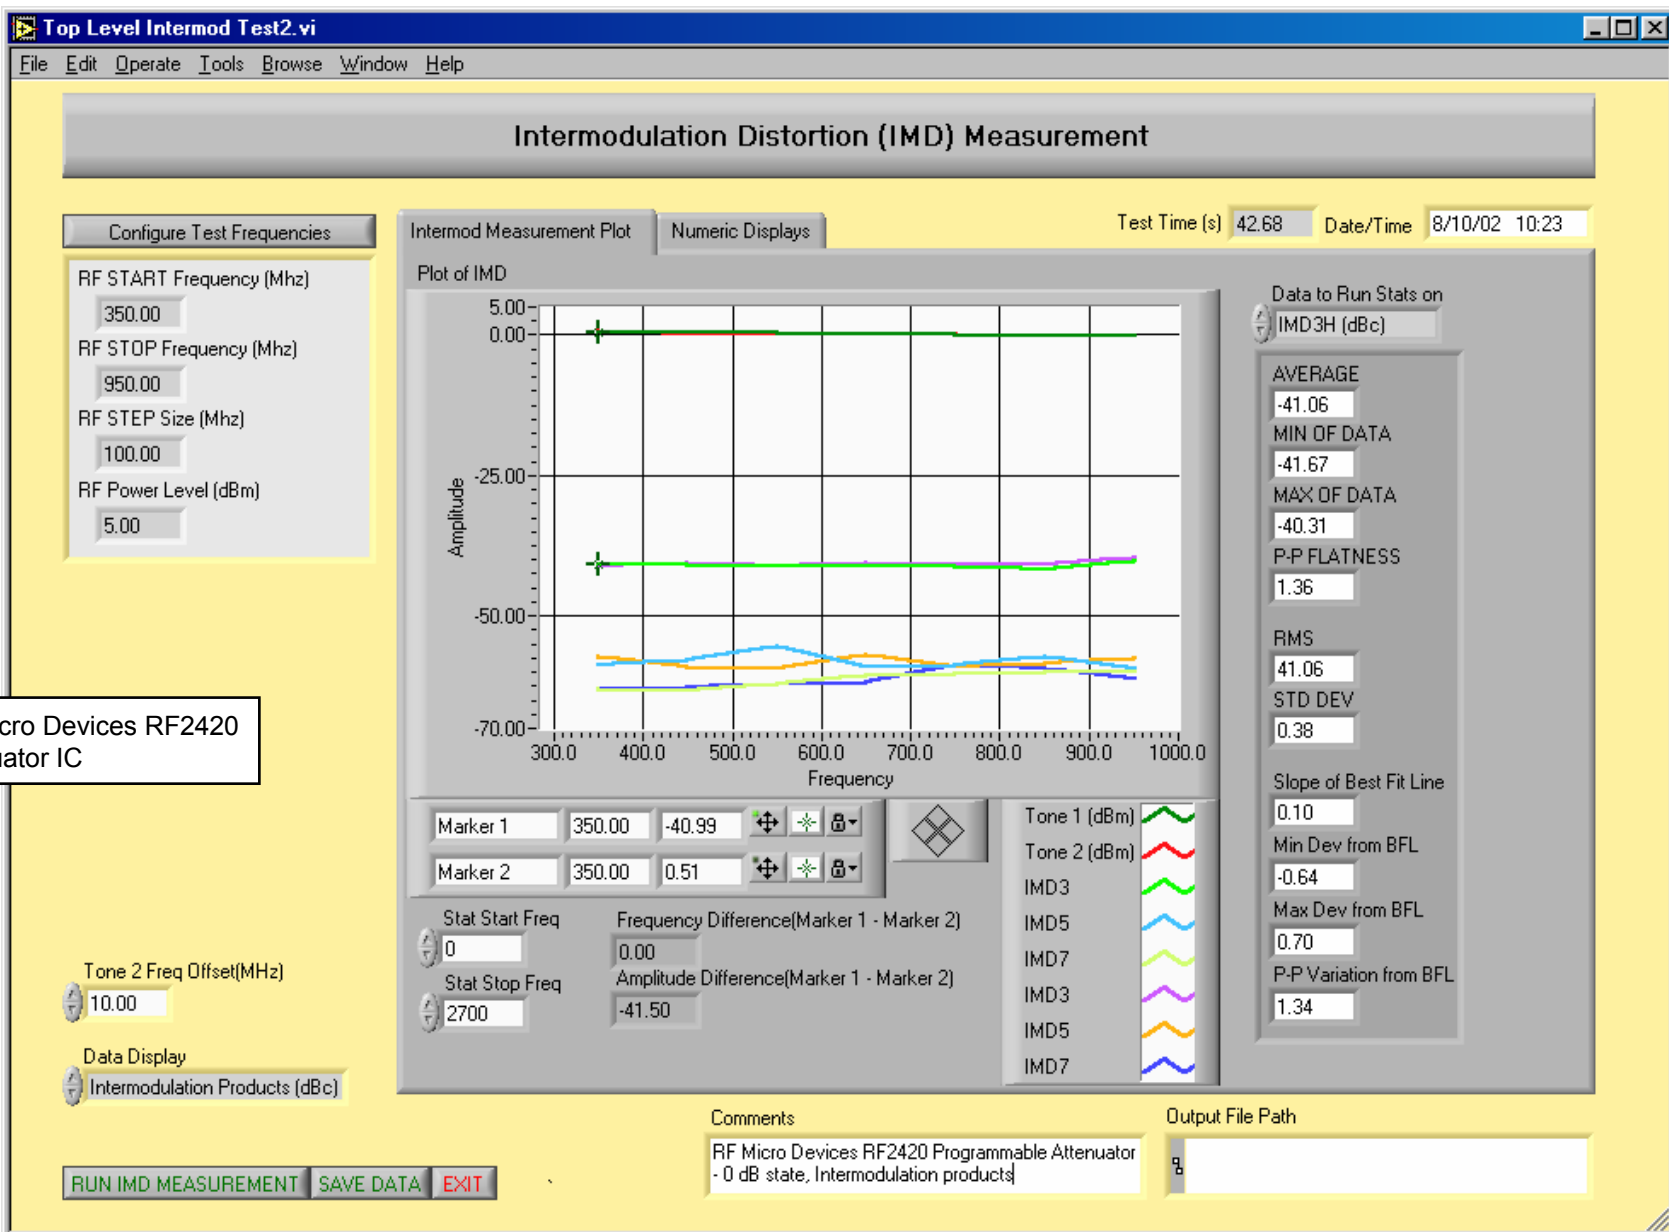 Top Level Intermod Test2.vi
File Edit Operate Tools Browse Window Help
Intermodulation Distortion (IMD) Measurement
Configure Test Frequencies
RF START Frequency (Mhz)
350.00
RF STOP Frequency (Mhz)
950.00
RF STEP Size (Mhz)
100.00
RF Power Level (dBm)
5.00
cro Devices RF2420
uator IC
Tone 2 Freq Offset(MHz)
10.00
Data Display
Intermodulation Products (dBc)
RUN IMD MEASUREMENT SAVE DATA EXIT
Intermod Measurement Plot Numeric Displays
Test Time (s) 42.68 Date/Time 8/10/02 10:23
Plot of IMD
5.00
0.00
-25.00
-50.00
-70.00
Amplitude
300.0 400.0 500.0 600.0 700.0 800.0 900.0 1000.0
Frequency
Marker 1 350.00 -40.99
Marker 2 350.00 0.51
Stat Start Freq
0
Stat Stop Freq
2700
Frequency Difference(Marker 1 - Marker 2)
0.00
Amplitude Difference(Marker 1 - Marker 2)
-41.50
Tone 1 (dBm)
Tone 2 (dBm)
IMD3
IMD5
IMD7
IMD3
IMD5
IMD7
Data to Run Stats on
IMD3H (dBc)
AVERAGE
-41.06
MIN OF DATA
-41.67
MAX OF DATA
-40.31
P-P FLATNESS
1.36
RMS
41.06
STD DEV
0.38
Slope of Best Fit Line
0.10
Min Dev from BFL
-0.64
Max Dev from BFL
0.70
P-P Variation from BFL
1.34
Comments
RF Micro Devices RF2420 Programmable Attenuator
- 0 dB state, Intermodulation products
Output File Path